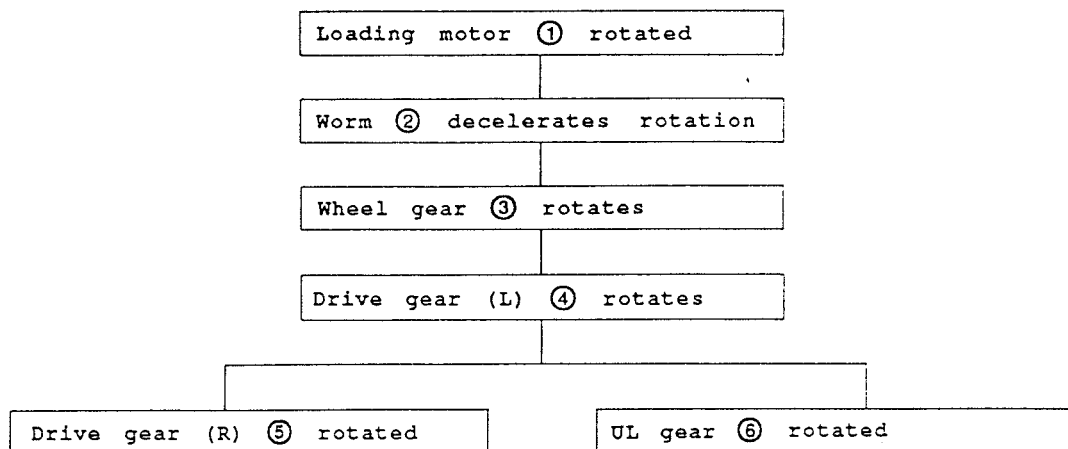 Loading motor ① rotated
Worm ② decelerates rotation
Wheel gear ③ rotates
Drive gear (L) ④ rotates
Drive gear (R) ⑤ rotated
UL gear ⑥ rotated